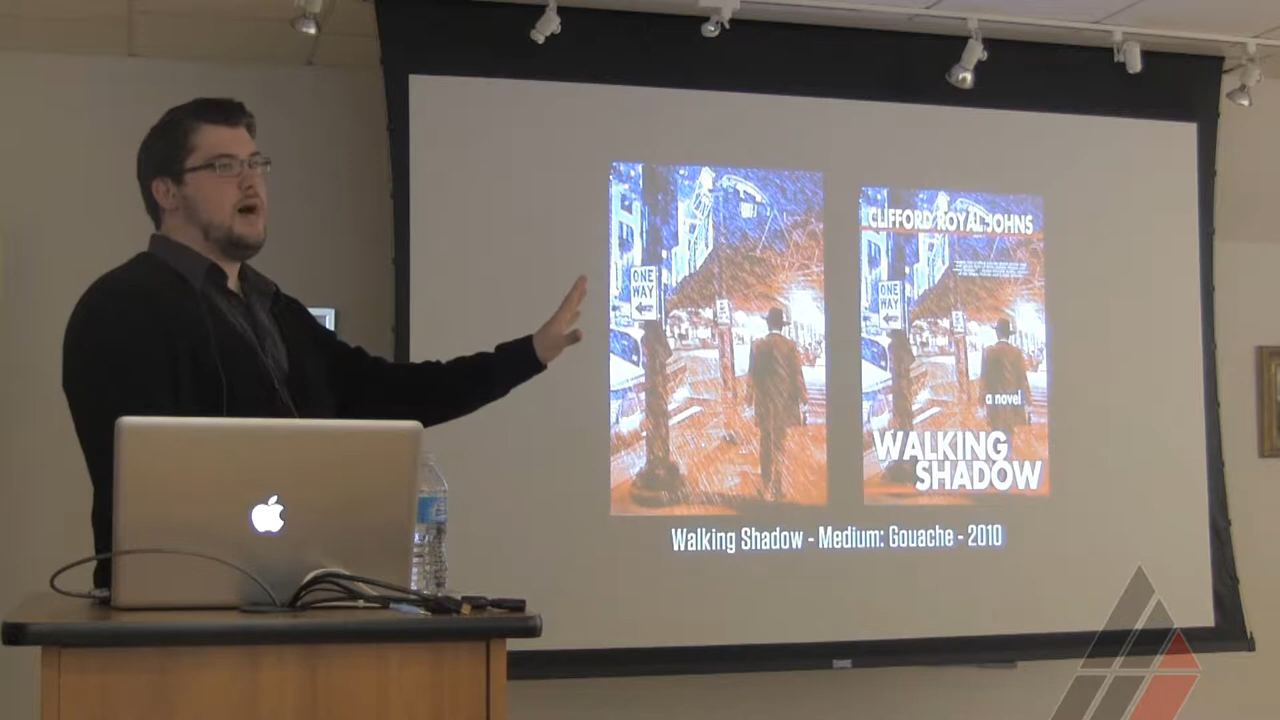 ONE
WAY
CLIFFORD ROYAL JOHNS
ONE
WAY
a novel
WALKING
SHADOW
Walking Shadow - Medium: Gouache - 2010